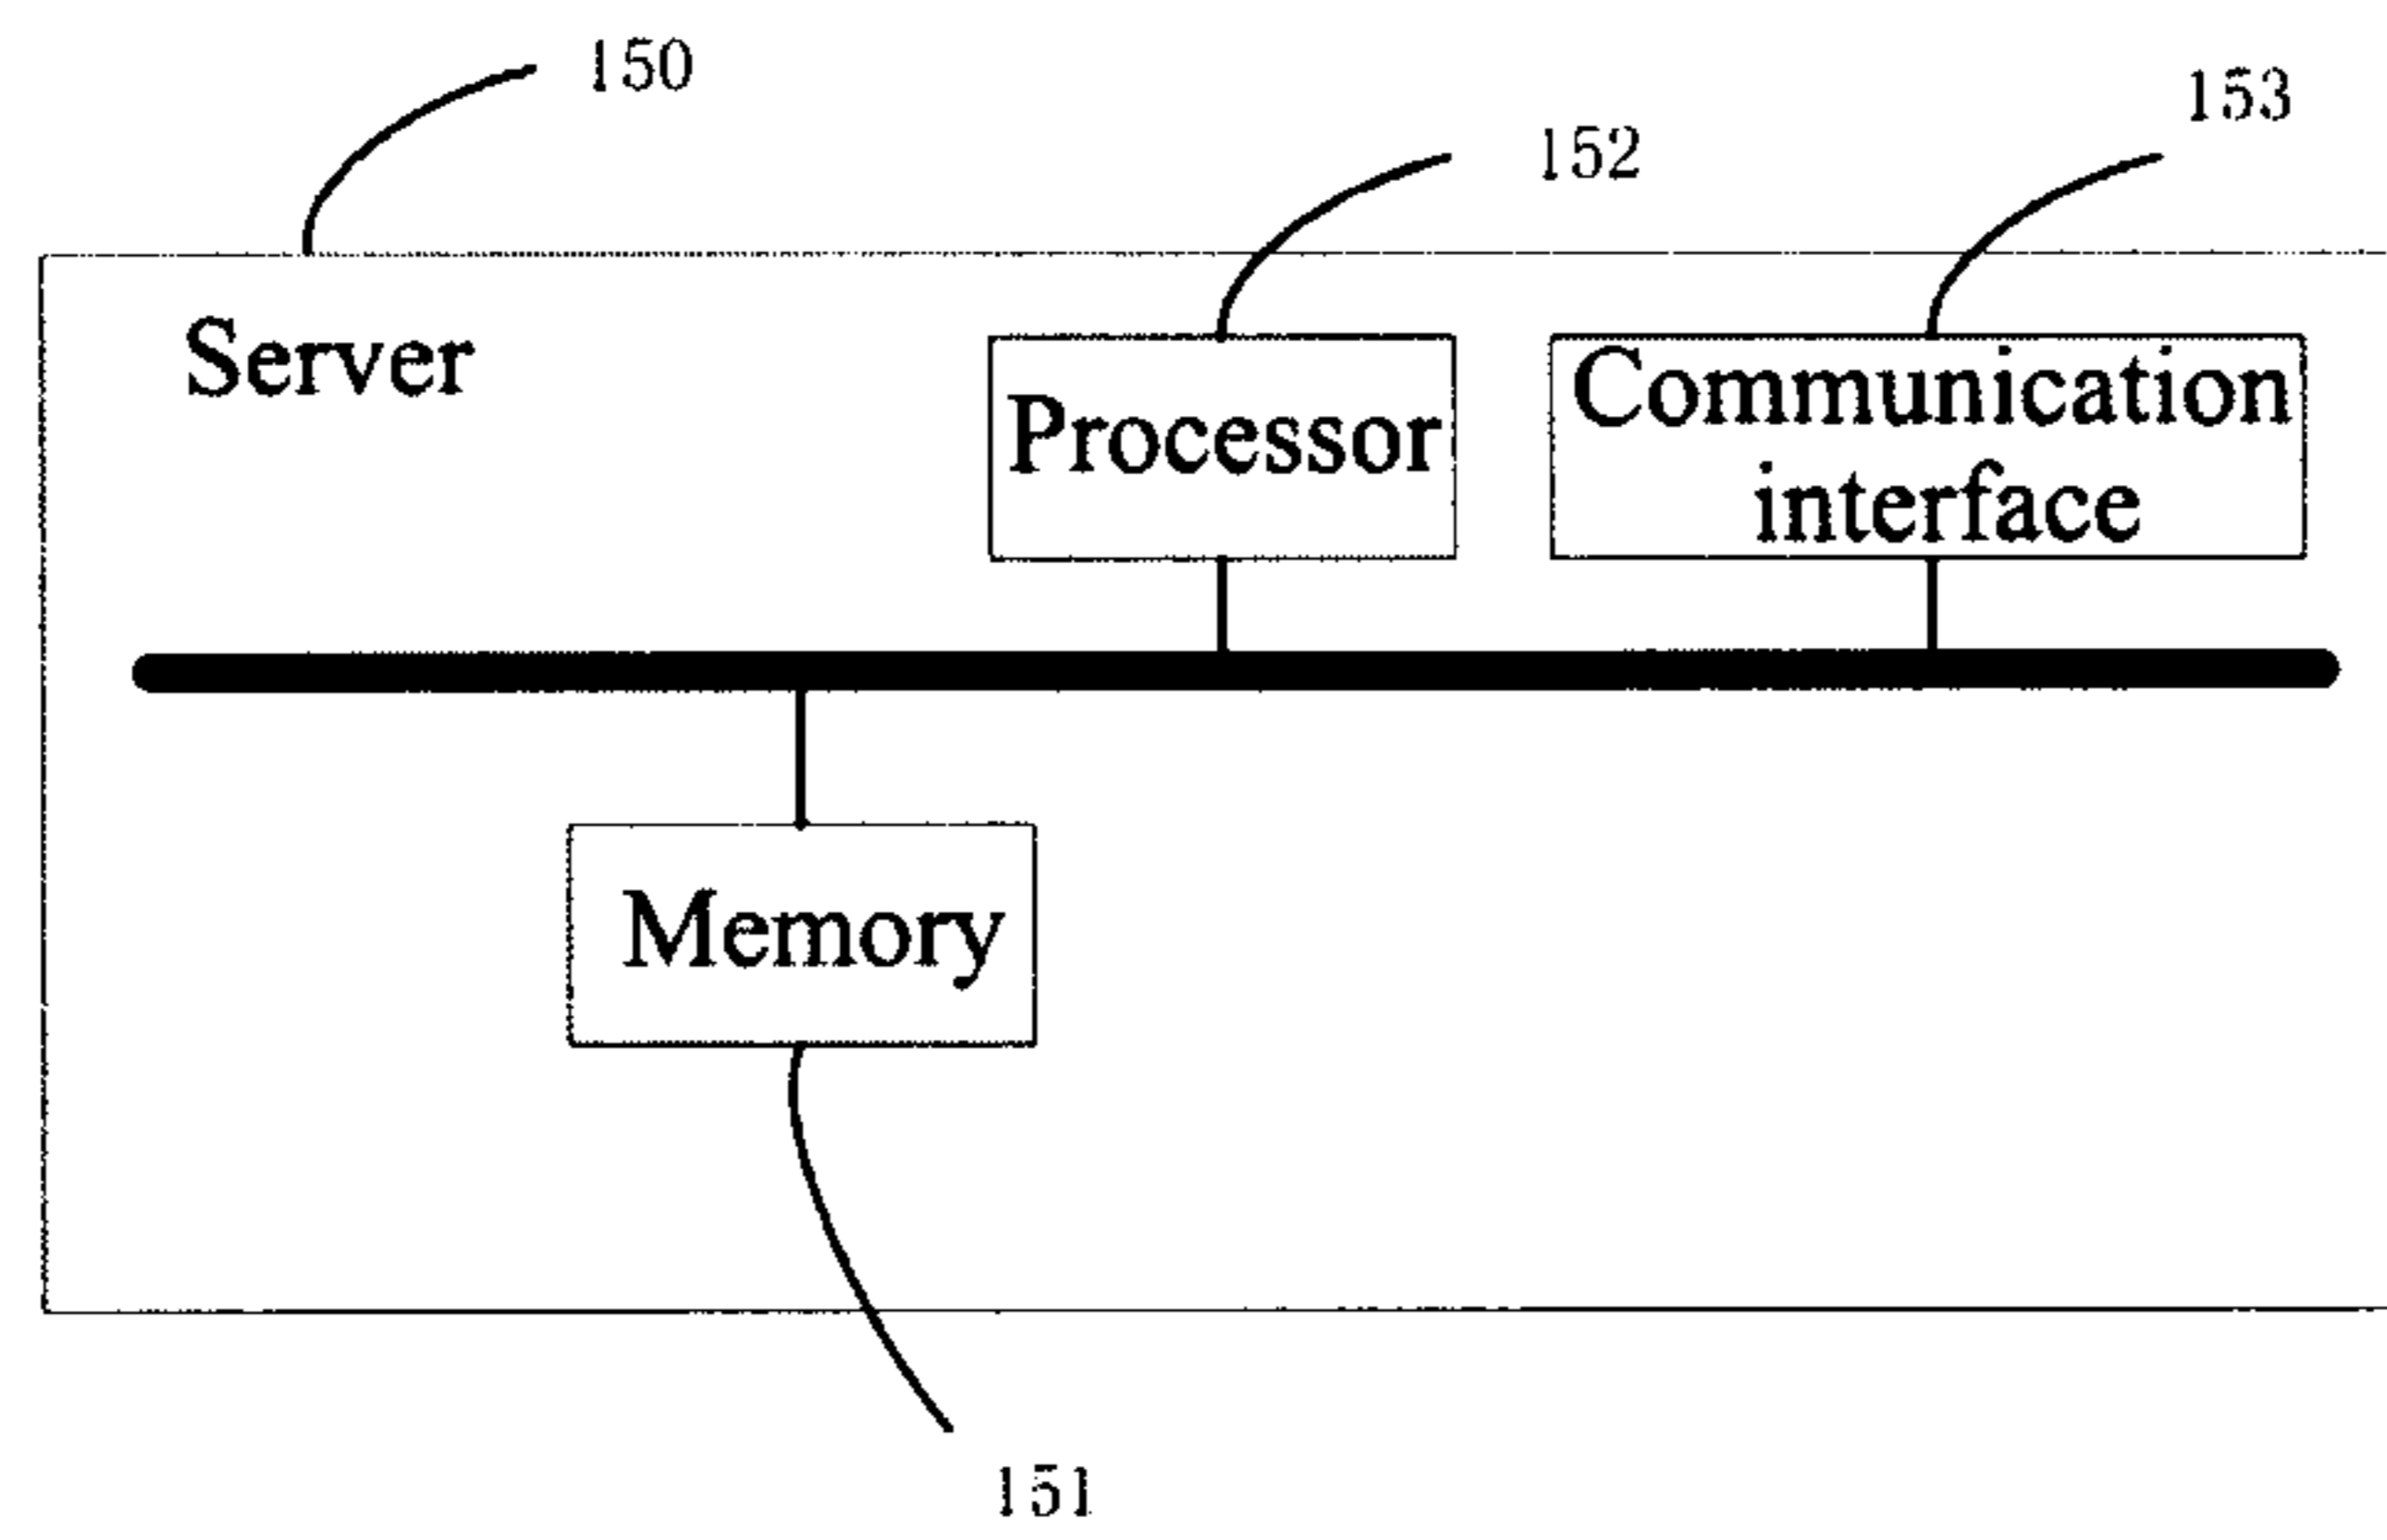 150
153
152
Server
Processor
Communication
interface
Memory
151